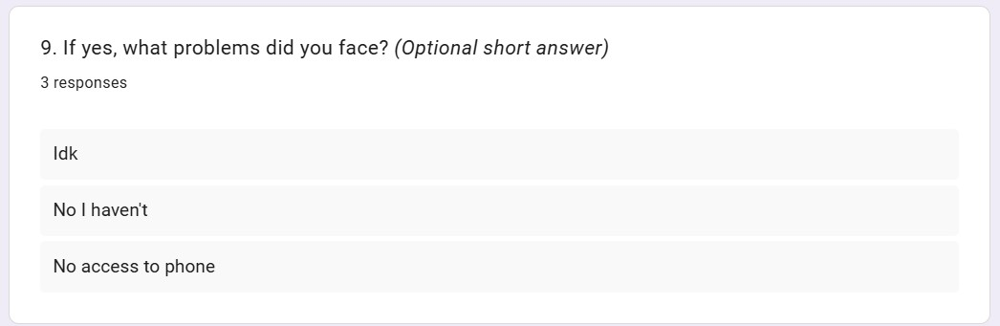 9. If yes, what problems did you face? (Optional short answer)
3 responses
Idk
No I haven't
No access to phone